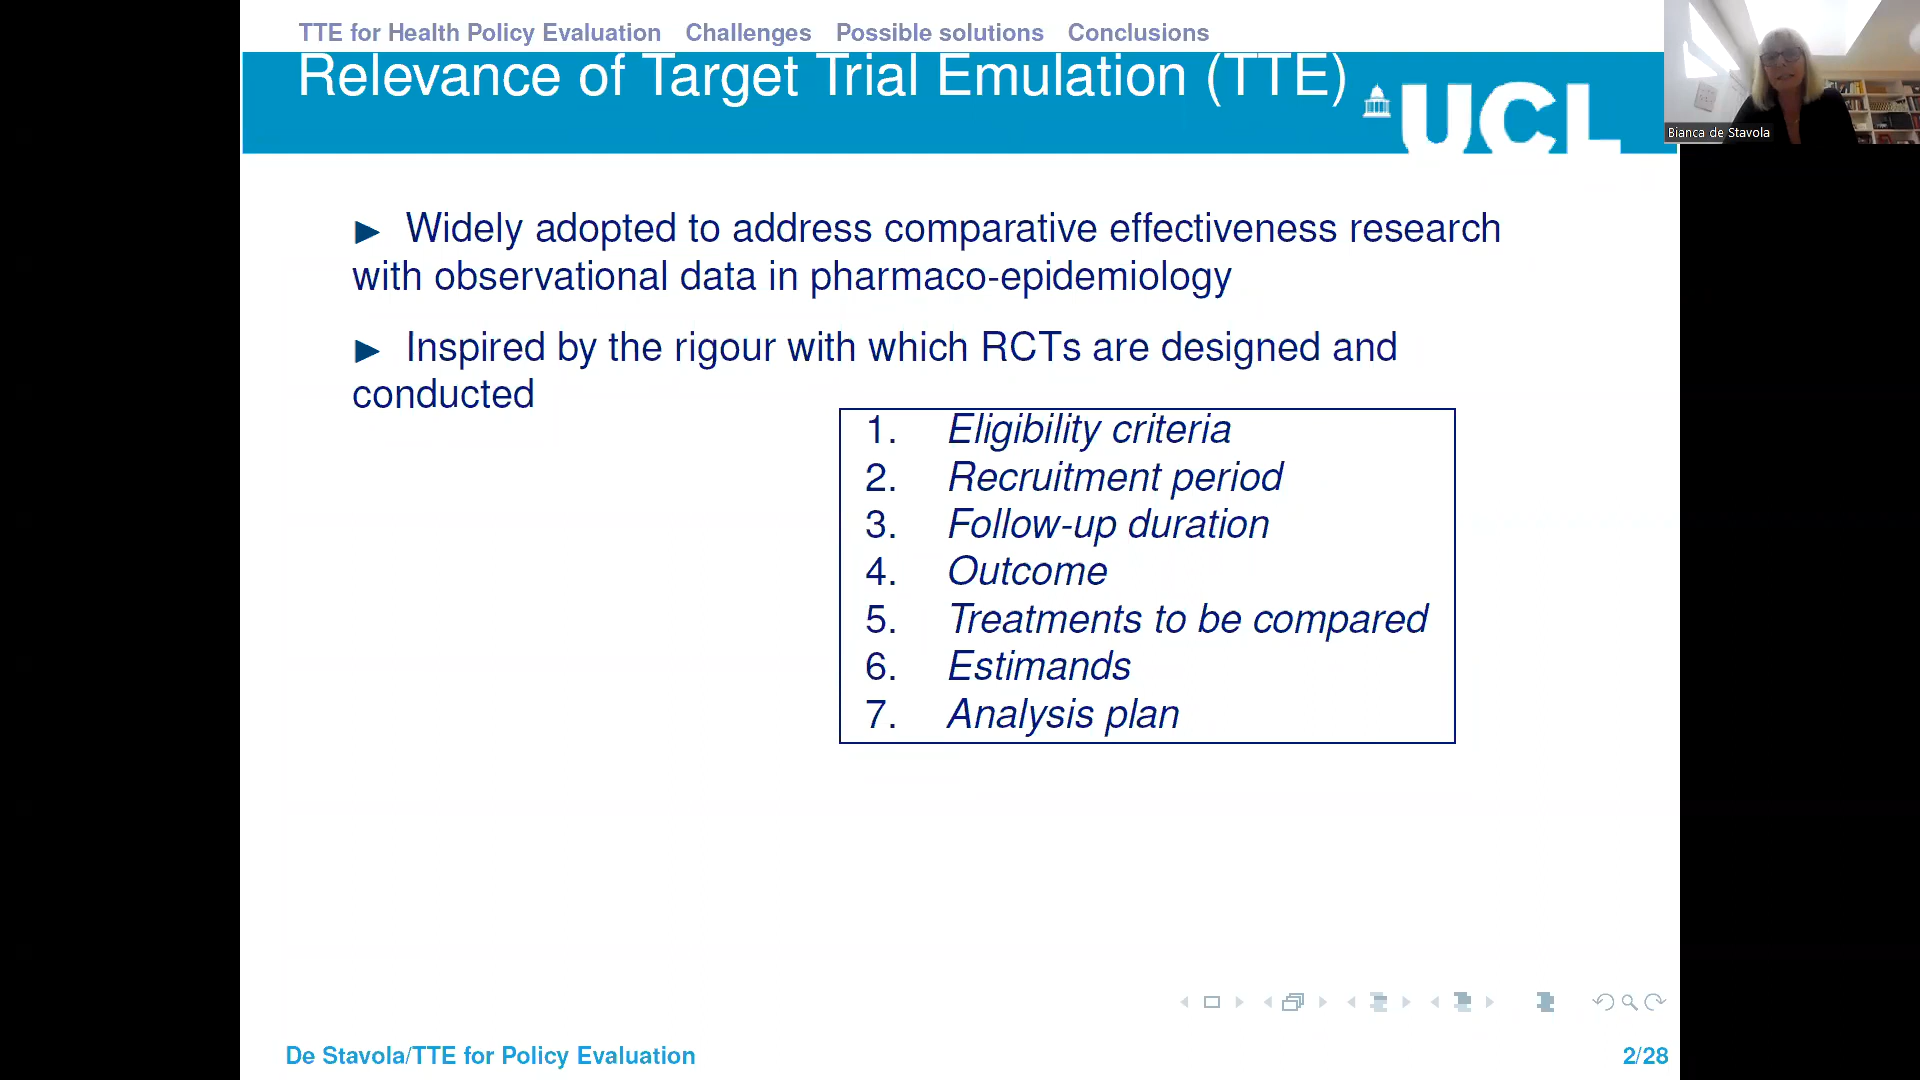 TTE for Health Policy Evaluation Challenges Possible solutions Conclusions
Relevance of Target Trial Emulation (TTE)
UCL
Bianca de Stavola
► Widely adopted to address comparative effectiveness research
with observational data in pharmaco-epidemiology
► Inspired by the rigour with which RCTs are designed and
conducted
1. Eligibility criteria
2. Recruitment period
3. Follow-up duration
4. Outcome
5. Treatments to be compared
6. Estimands
7. Analysis plan
De Stavola/TTE for Policy Evaluation 2/28